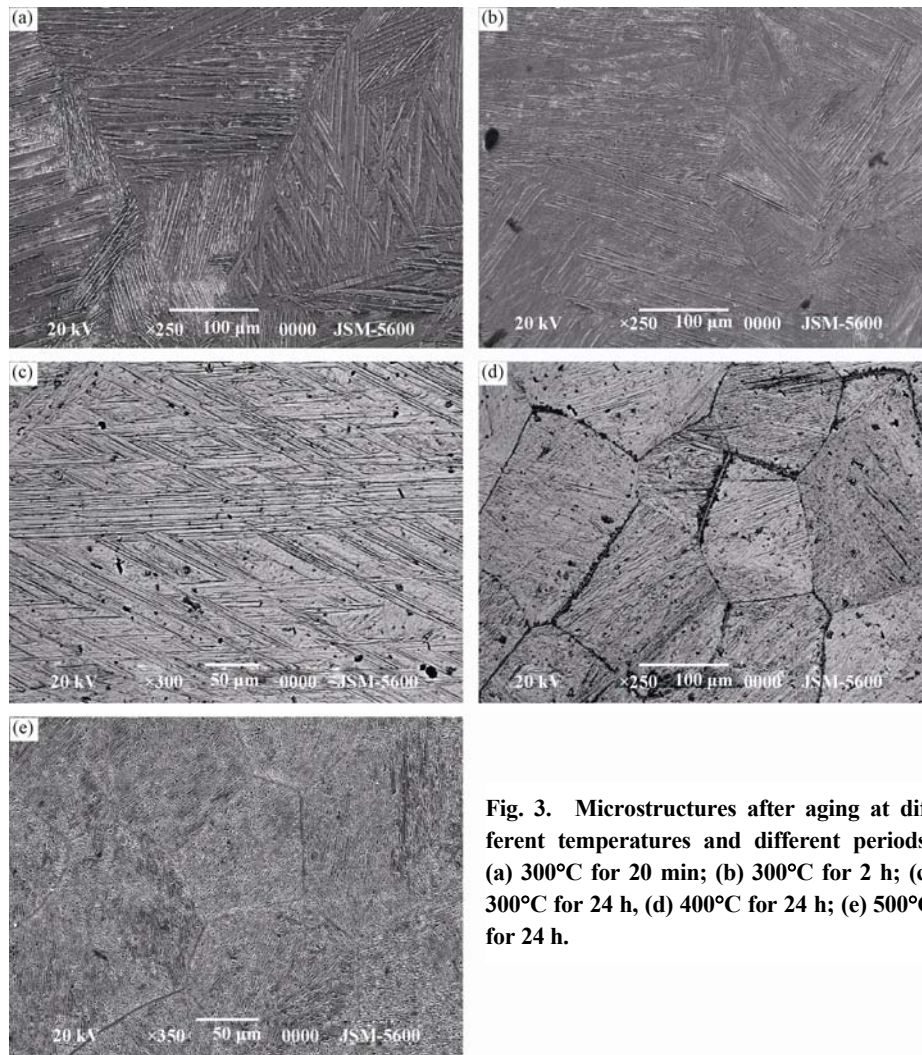 (a)
20 kV ×250 100 μm 0000 JSM-5600
(b)
20 kV ×250 100 μm 0000 JSM-5600
(c)
20 kV ×300 50 μm 0000 JSM-5600
(d)
20 kV ×250 100 μm 0000 JSM-5600
(e)
20 kV ×350 50 μm 0000 JSM-5600
Fig. 3. Microstructures after aging at dif
ferent temperatures and different periods
(a) 300°C for 20 min; (b) 300°C for 2 h; (c
300°C for 24 h, (d) 400°C for 24 h; (e) 500°C
for 24 h.